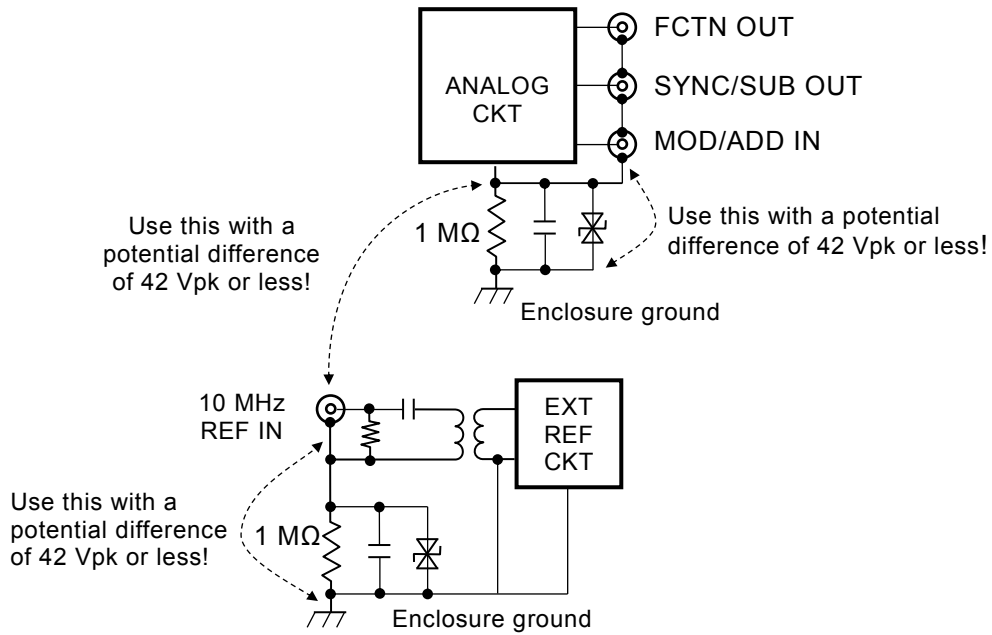 FCTN OUT
ANALOG
CKT
SYNC/SUB OUT
MOD/ADD IN
Use this with a
potential difference
of 42 Vpk or less!
1 MΩ
Use this with a potential
difference of 42 Vpk or less!
Enclosure ground
10 MHz
REF IN
EXT
REF
CKT
Use this with a
potential difference
of 42 Vpk or less!
1 MΩ
Enclosure ground